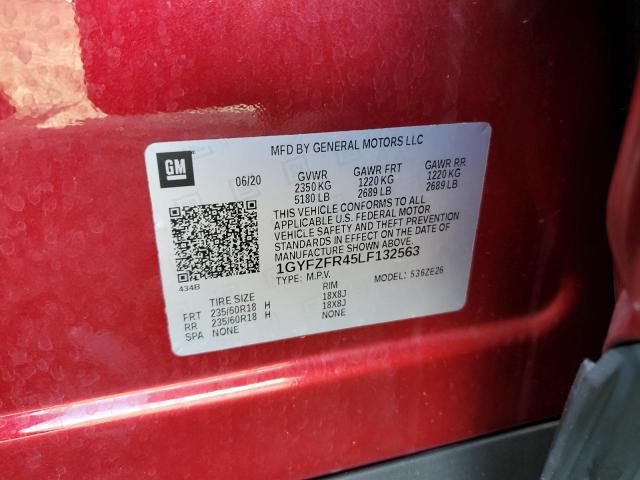 MFD BY GENERAL MOTORS LLC
GM
06/20 GVWR GAWR FRT GAWR RR
2350 KG 1220 KG 1220 KG
5180 LB 2689 LB 2689 LB
THIS VEHICLE CONFORMS TO ALL
APPLICABLE U.S. FEDERAL MOTOR
VEHICLE SAFETY AND THEFT PREVENTION
STANDARDS IN EFFECT ON THE DATE OF
MANUFACTURE SHOWN ABOVE.
1GYFZFR45LF132563
434B
TYPE: M.P.V. MODEL: 536ZE26
TIRE SIZE RIM
FRT 235/60R18 H 18X8J
RR 235/60R18 H 18X8J
SPA NONE NONE